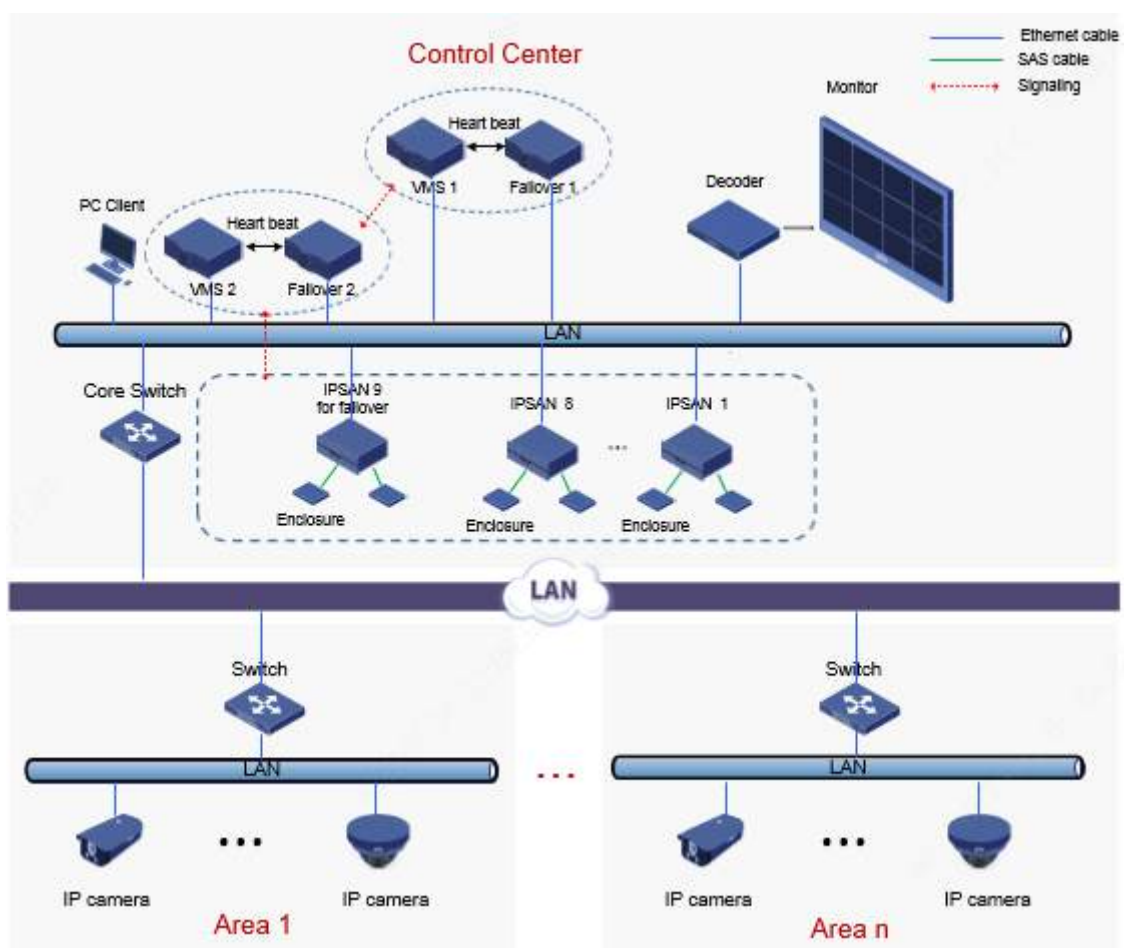 Control Center
Ethernet cable
SAS cable
Signaling
Monitor
Heart beat
VMS 1
Failover 1
Decoder
PC Client
Heart beat
VMS 2
Failover 2
LAN
Core Switch
IPSAN 9
for failover
IPSAN 8
...
IPSAN 1
Enclosure
Enclosure
Enclosure
LAN
Switch
Switch
LAN
...
LAN
...
...
IP camera
IP camera
IP camera
IP camera
Area 1
Area n